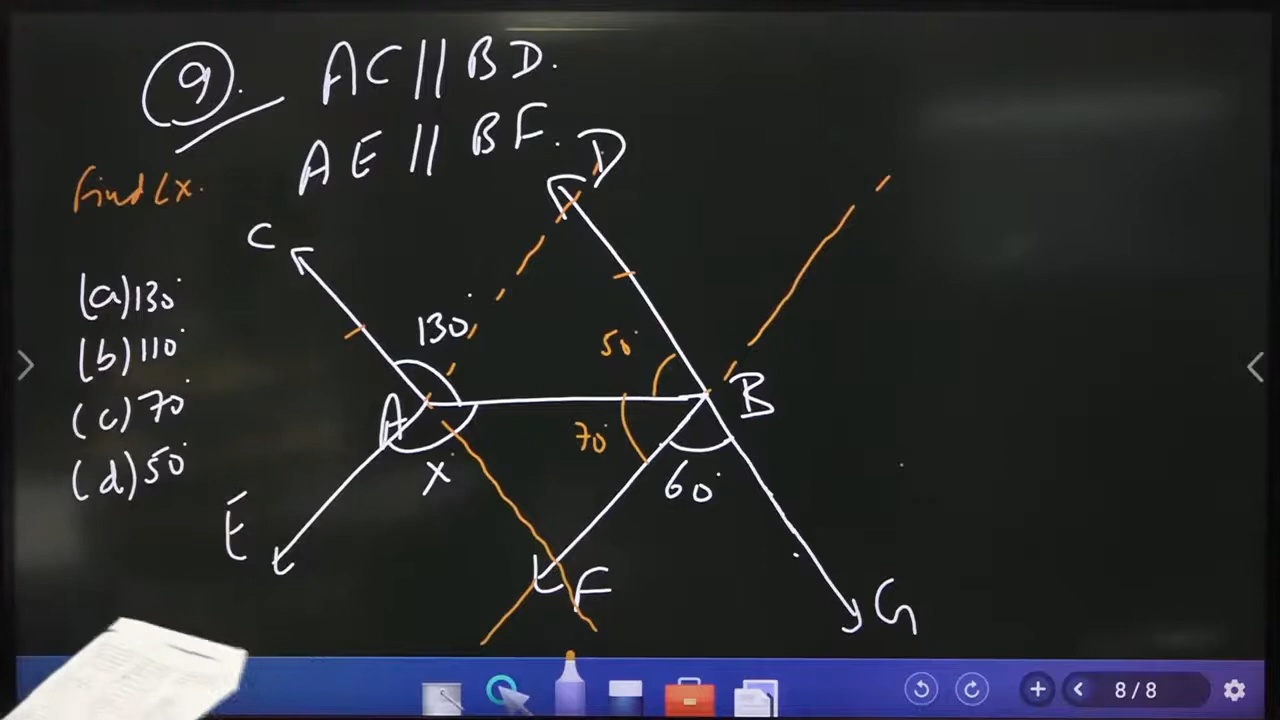 9. AC || BD.
AE || BF.
Find ∠x.
(a) 130°
(b) 110°
(c) 70°
(d) 50°
D
C
130°
50°
A
B
70°
x°
60°
E
F
G
8/8